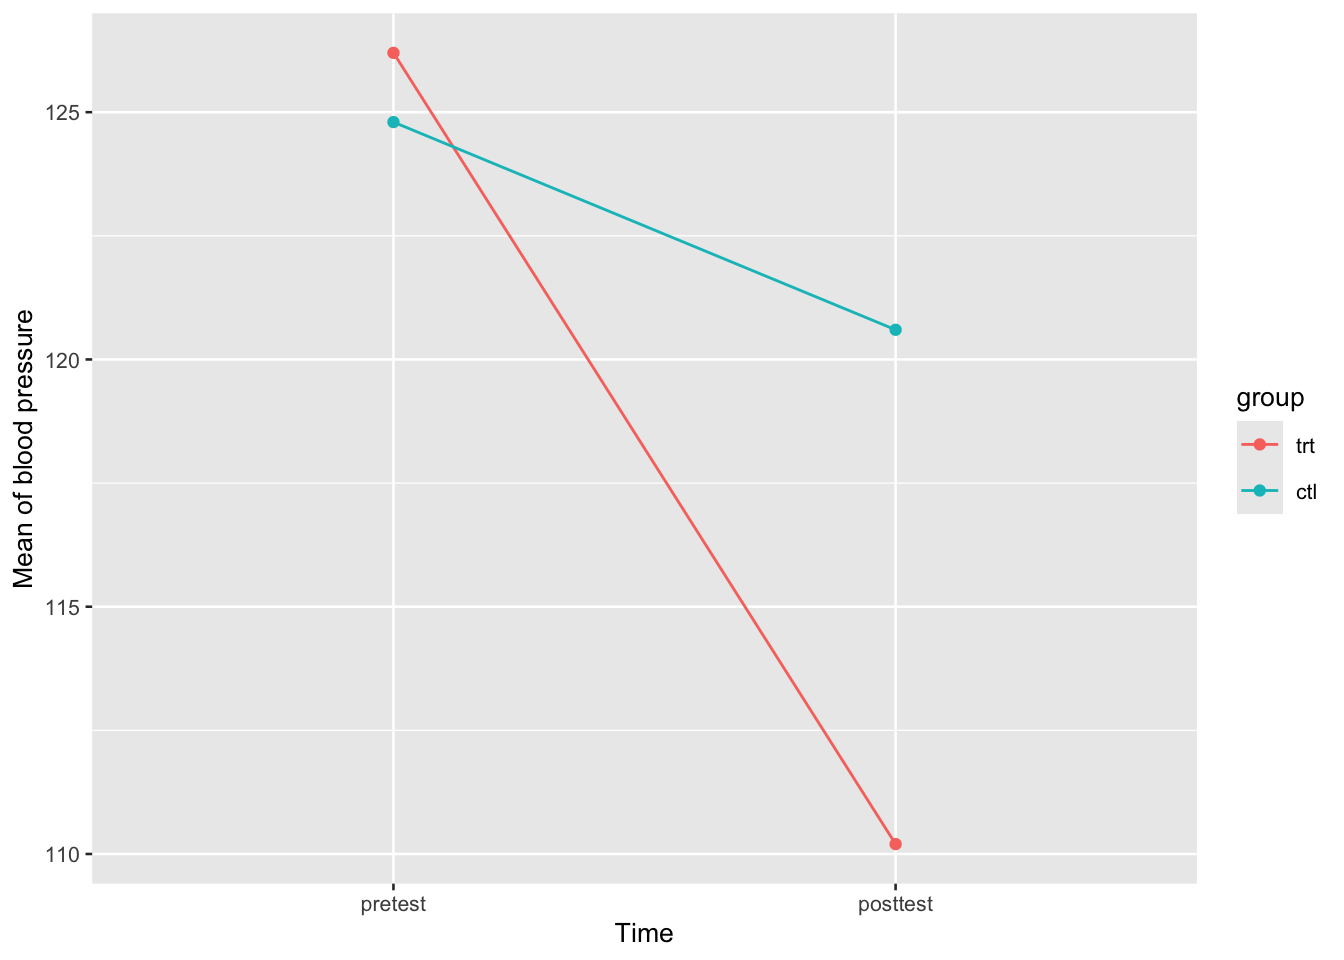 Mean of blood pressure
125
120
115
110
pretest
posttest
Time
group
trt
ctl